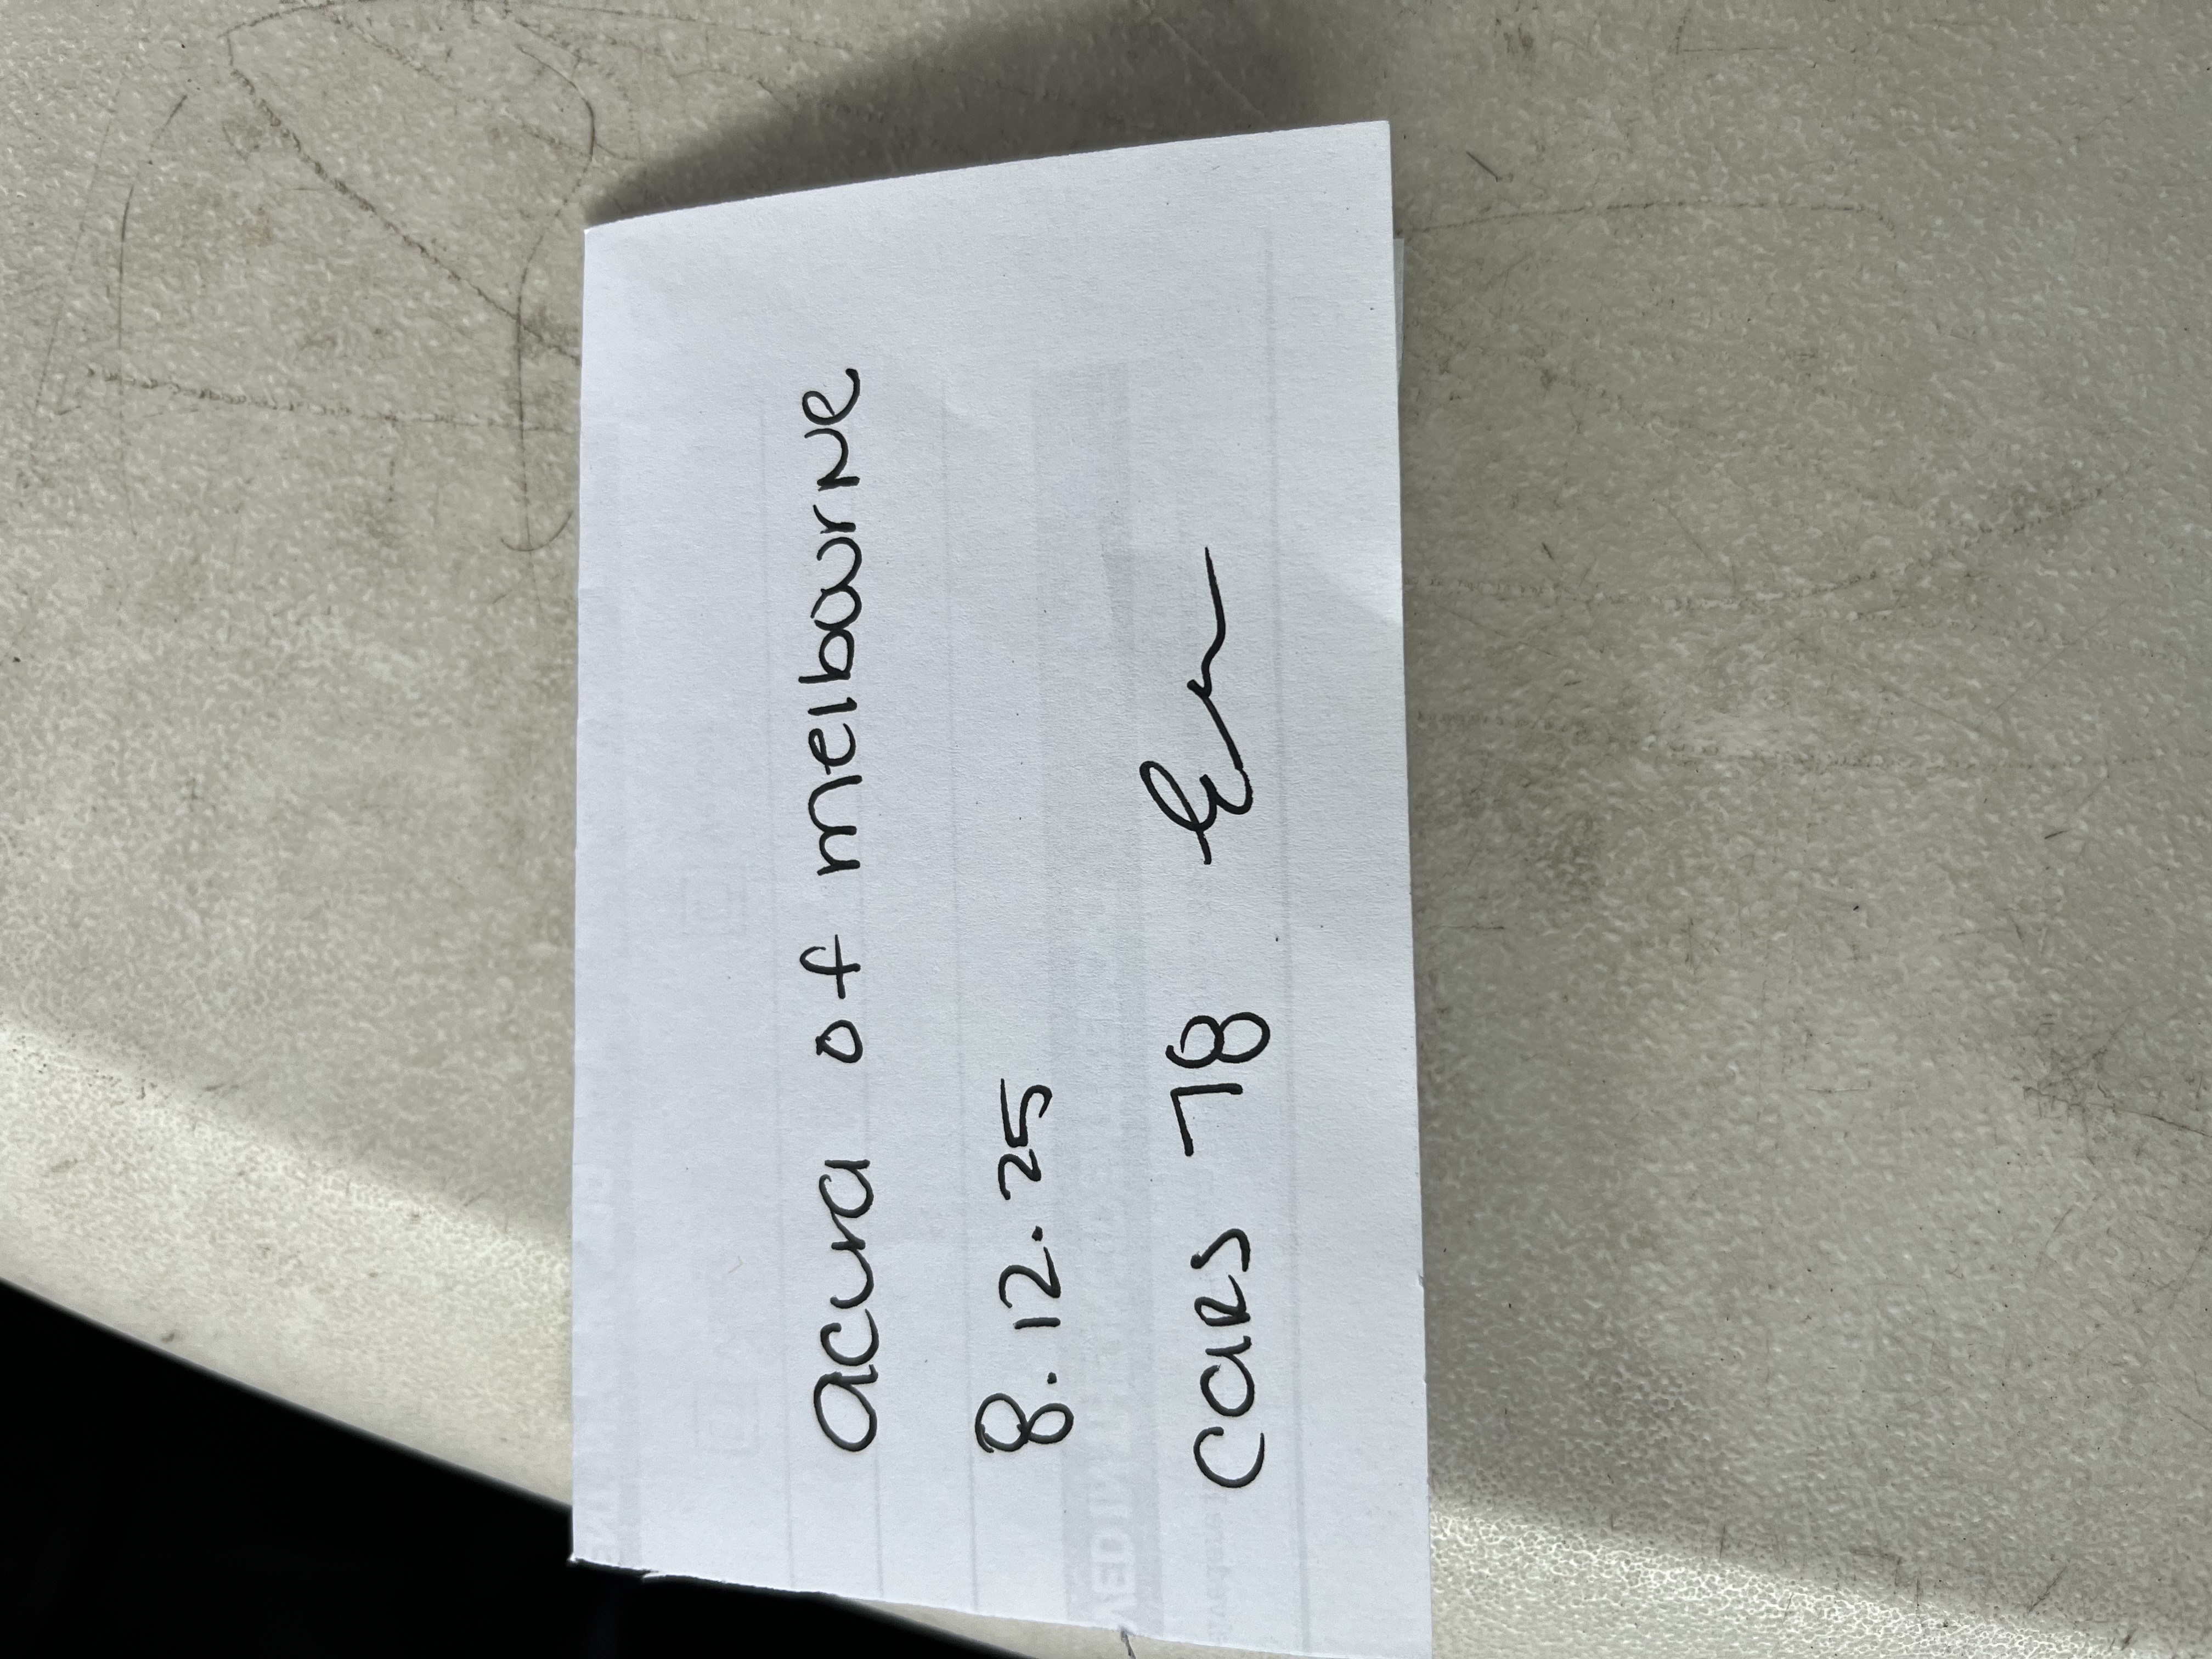 acura of melbourne
8.12.25
cars 78